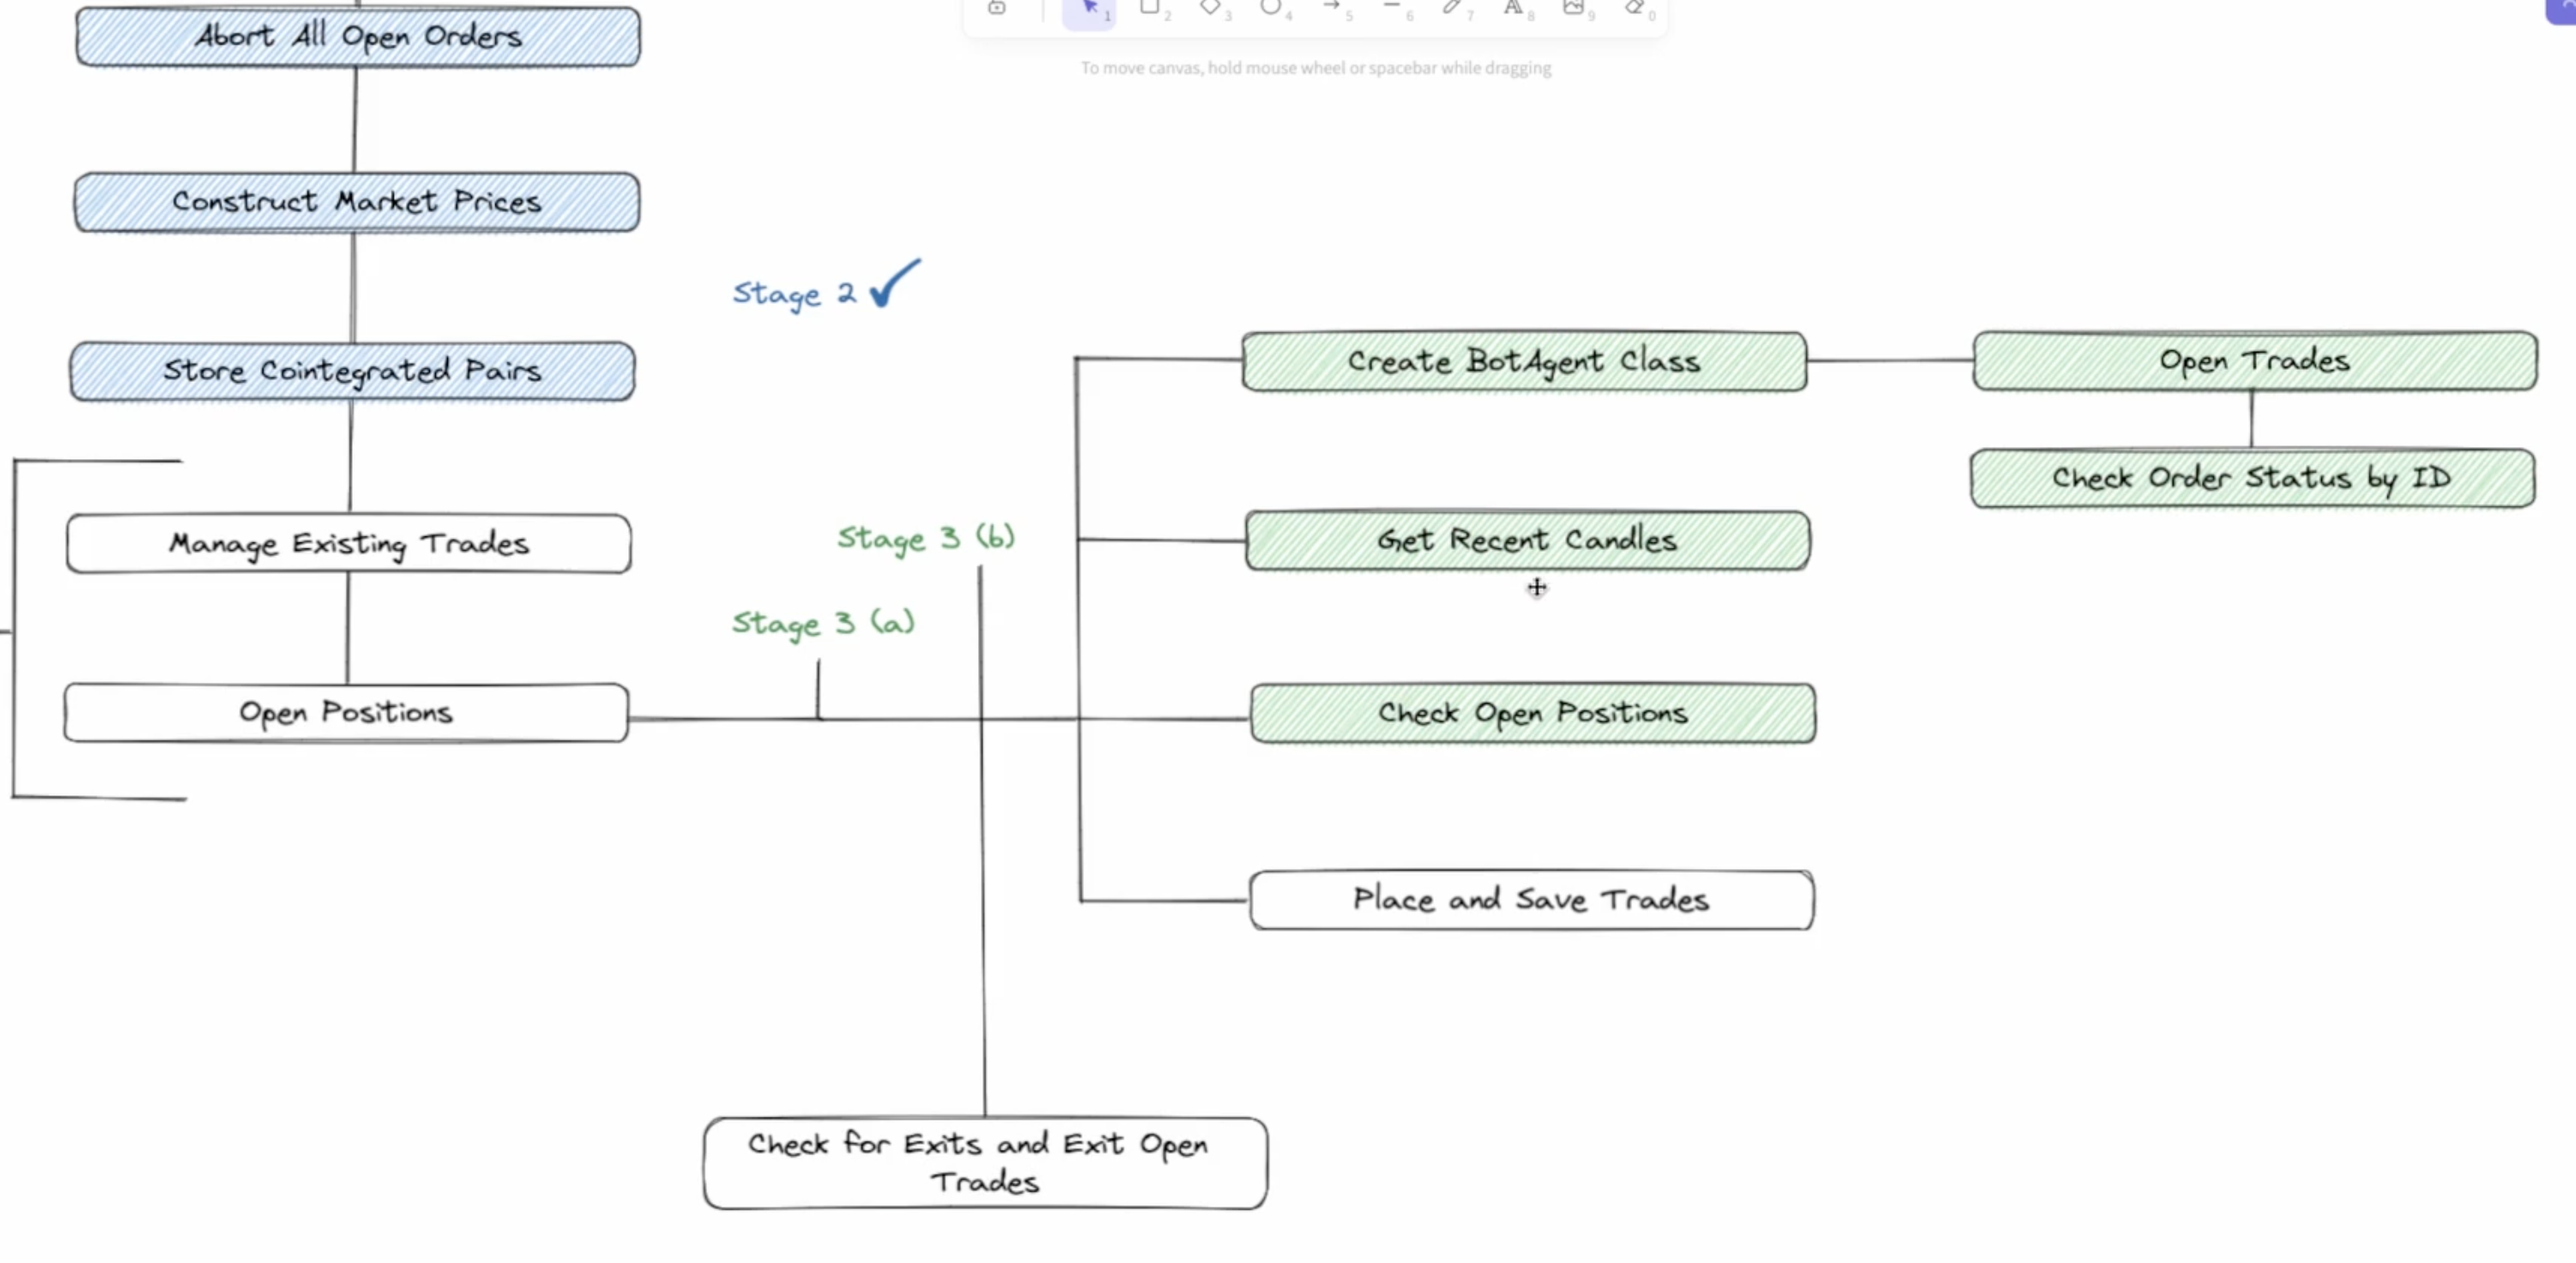 1
2
3
4
5
6
7
8
9
0
To move canvas, hold mouse wheel or spacebar while dragging
Abort All Open Orders
Construct Market Prices
Stage 2
Store Cointegrated Pairs
Create BotAgent Class
Open Trades
Check Order Status by ID
Manage Existing Trades
Stage 3 (b)
Get Recent Candles
Stage 3 (a)
Open Positions
Check Open Positions
Place and Save Trades
Check for Exits and Exit Open
Trades